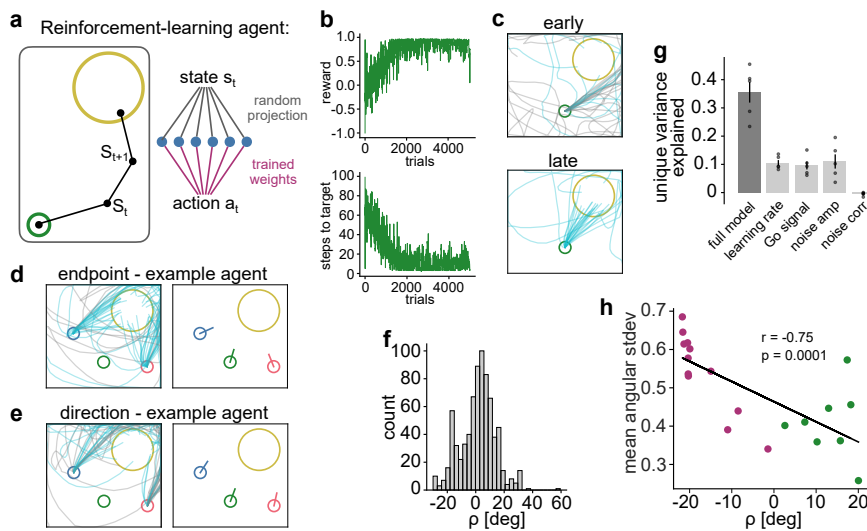 a Reinforcement-learning agent:
S_t+1
S_t
state s_t
random
projection
trained
weights
action a_t
b
reward
1.0
0.5
0.0
-0.5
-1.0
0 2000 4000
trials
steps to target
100
80
60
40
20
0
0 2000 4000
trials
c
early
late
d endpoint - example agent
e direction - example agent
f
count
100
80
60
40
20
0
-20 0 20 40 60
ρ [deg]
g
unique variance
explained
0.4
0.3
0.2
0.1
0
full model
learning rate
Go signal
noise amp
noise corr
h
mean angular stdev
0.7
0.6
0.5
0.4
0.3
r = -0.75
p = 0.0001
-20 -10 0 10 20
ρ [deg]